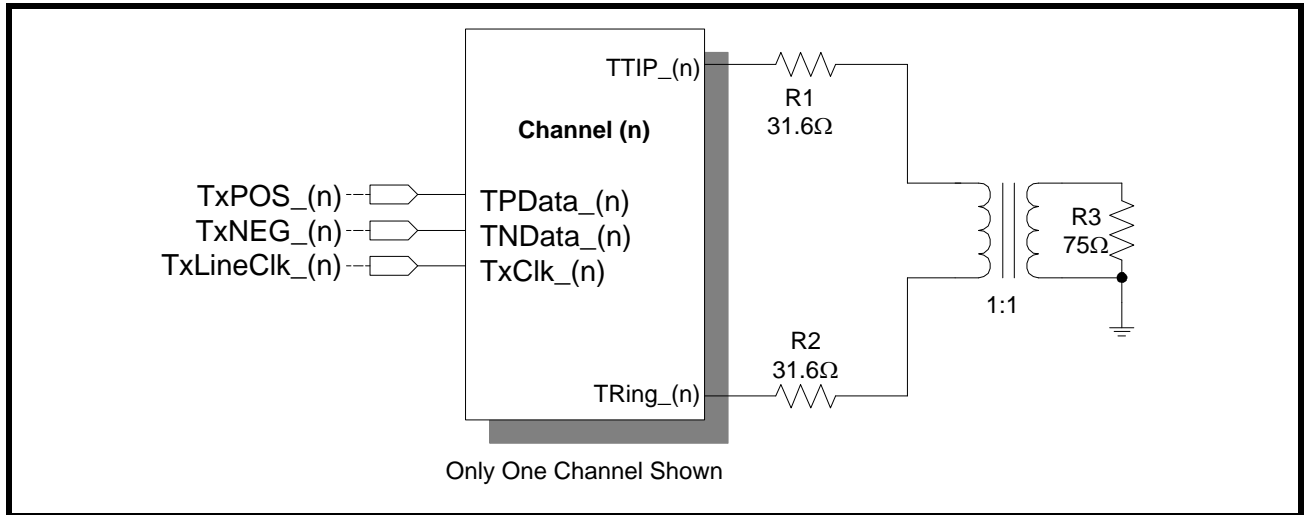 TTIP_(n)
R1
31.6Ω
Channel (n)
TxPOS_(n)
TPData_(n)
TxNEG_(n)
TNData_(n)
TxLineClk_(n)
TxClk_(n)
R3
75Ω
1:1
R2
31.6Ω
TRing_(n)
Only One Channel Shown